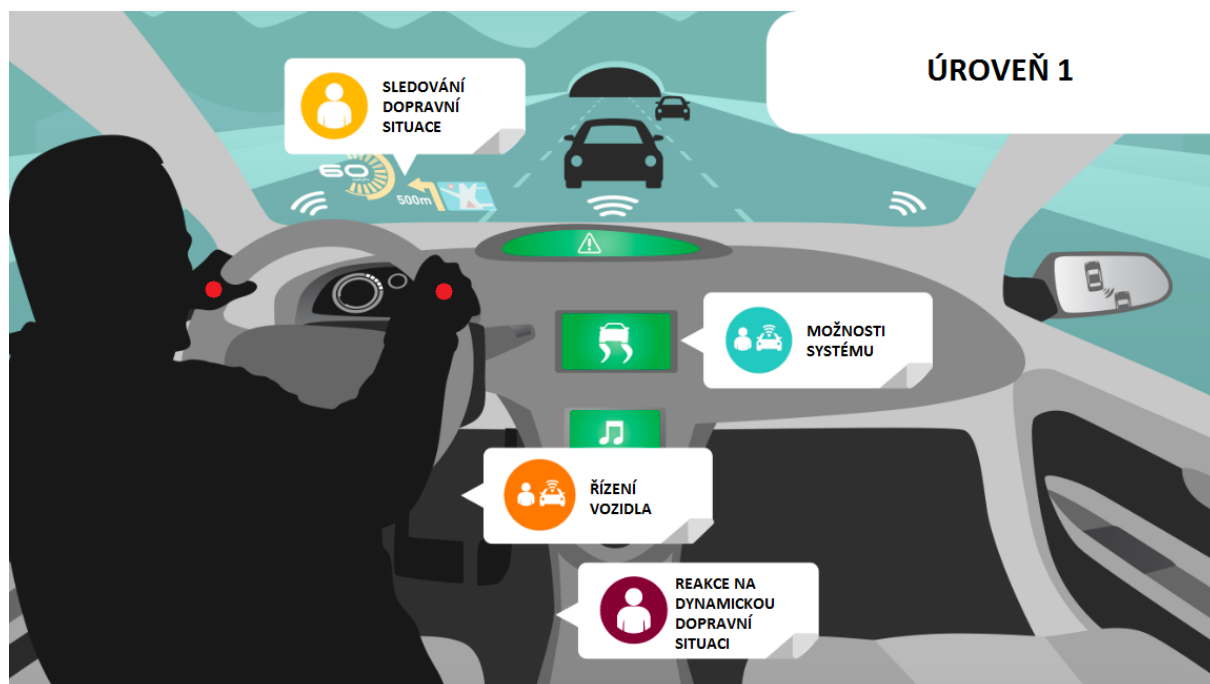 ÚROVEŇ 1
SLEDOVÁNÍ
DOPRAVNÍ
SITUACE
60
500m
MOŽNOSTI
SYSTÉMU
ŘÍZENÍ
VOZIDLA
REAKCE NA
DYNAMICKOU
DOPRAVNÍ
SITUACI